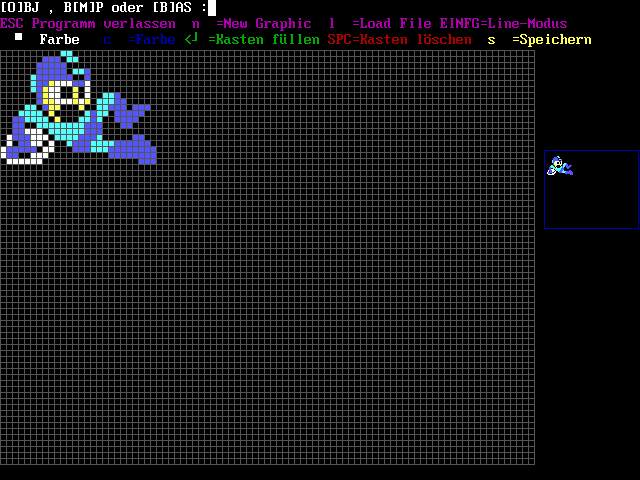 [O]BJ , B[M]P oder [B]AS :
ESC Programm verlassen n =New Graphic l =Load File EINFG=Line-Modus
■ Farbe c =Farbe <┘ =Kasten füllen SPC=Kasten löschen s =Speichern